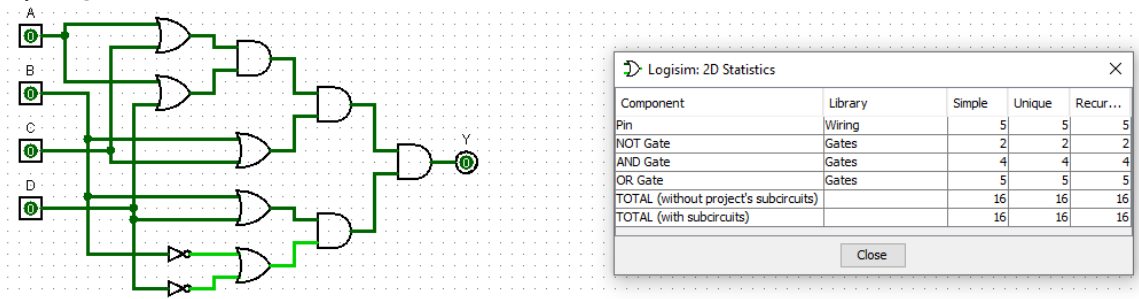 A
0
B
0
C
0
D
0
Y
0
Logisim: 2D Statistics
Component Library Simple Unique Recur...
Pin Wiring 5 5 5
NOT Gate Gates 2 2 2
AND Gate Gates 4 4 4
OR Gate Gates 5 5 5
TOTAL (without project's subcircuits) 16 16 16
TOTAL (with subcircuits) 16 16 16
Close